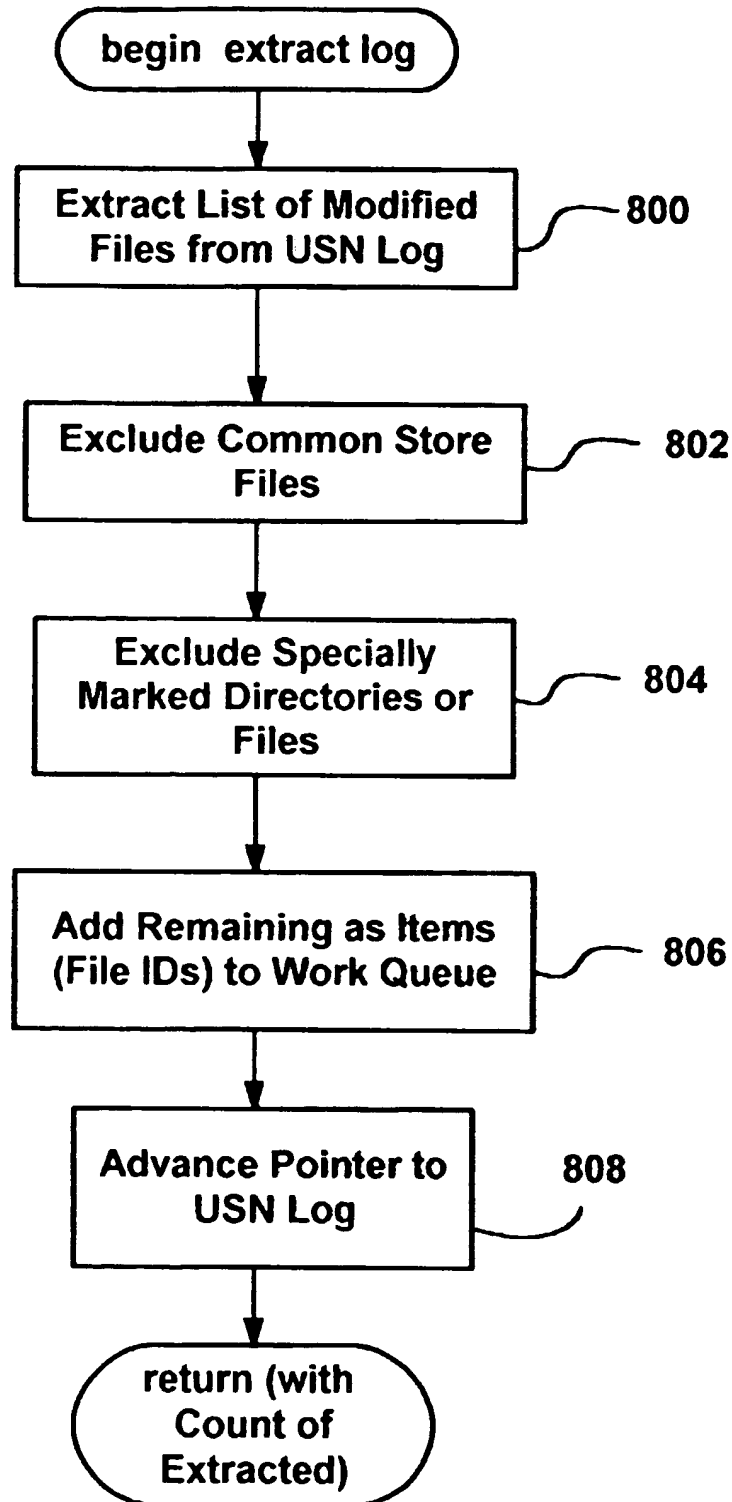 begin extract log
Extract List of Modified
Files from USN Log
800
Exclude Common Store
Files
802
Exclude Specially
Marked Directories or
Files
804
Add Remaining as Items
(File IDs) to Work Queue
806
Advance Pointer to
USN Log
808
return (with
Count of
Extracted)